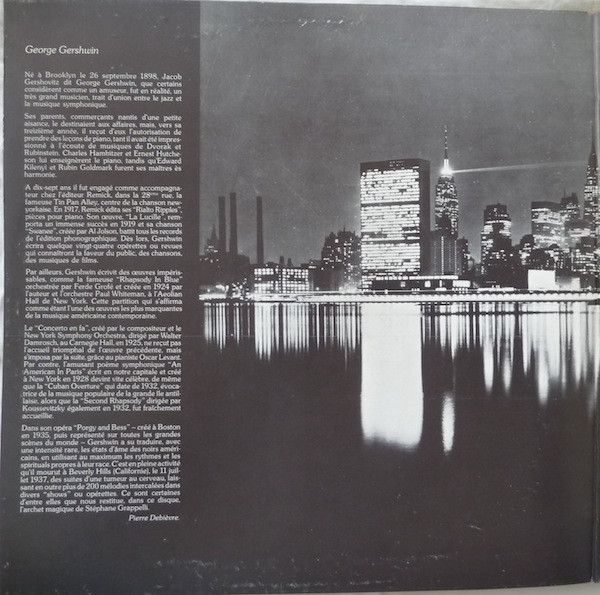 George Gershwin
Né à Brooklyn le 26 septembre 1898, Jacob
Gershovitz dit George Gershwin, que certains
considèrent comme un amuseur, fut en réalité, un
très grand musicien, trait d'union entre le jazz et
la musique symphonique.
Ses parents, commerçants nantis d'une petite
aisance, le destinaient aux affaires, mais, vers sa
treizième année, il reçut d'eux l'autorisation de
prendre des leçons de piano, tant il avait été impres-
sionné à l'écoute de musiques de Dvorak et
Rubinstein. Charles Hambitzer et Ernest Hutche-
son lui enseignèrent le piano, tandis qu'Edward
Kilenyi et Rubin Goldmark furent ses maîtres ès
harmonie.
A dix-sept ans il fut engagé comme accompagna-
teur chez l'éditeur Remick, dans la 28ème rue, la
fameuse Tin Pan Alley, centre de la chanson new-
yorkaise. En 1917, Remick édita ses "Rialto Ripples",
pièces pour piano. Son œuvre, "La Lucille", rem-
porta un immense succès en 1919 et sa chanson
"Swanee", créée par Al Jolson, battit tous les records
de l'édition phonographique. Dès lors, Gershwin
écrira quelque vingt-quatre opérettes ou revues
qui connaîtront la faveur du public, des chansons,
des musiques de films.
Par ailleurs, Gershwin écrivit des œuvres impéris-
sables, comme la fameuse "Rhapsody In Blue"
orchestrée par Ferde Grofé et créée en 1924 par
l'auteur et l'orchestre Paul Whiteman, à l'Aeolian
Hall de New York. Cette partition qui s'affirma
comme étant l'une des œuvres les plus marquantes
de la musique américaine contemporaine.
Le "Concerto en fa", créé par le compositeur et le
New York Symphony Orchestra, dirigé par Walter
Damrosch, au Carnegie Hall, en 1925, ne reçut pas
l'accueil triomphal de l'œuvre précédente, mais
s'imposa par la suite, grâce au pianiste Oscar Levant.
Par contre, l'amusant poème symphonique "An
American In Paris" écrit en notre capitale et créé
à New York en 1928 devint vite célèbre, de même
que la "Cuban Overture" qui date de 1932, évoca-
trice de la musique populaire de la grande île antil-
laise, alors que la "Second Rhapsody" dirigée par
Koussevitzky également en 1932, fut fraîchement
accueillie.
Dans son opéra "Porgy and Bess" – créé à Boston
en 1935, puis représenté sur toutes les grandes
scènes du monde – Gershwin a su traduire, avec
une intensité rare, les états d'âme des noirs améri-
cains, en utilisant au maximum les rythmes et les
spirituals propres à leur race. C'est en pleine activité
qu'il mourut à Beverly Hills (Californie), le 11 juil-
let 1937, des suites d'une tumeur au cerveau, lais-
sant en outre plus de 200 mélodies intercalées dans
divers "shows" ou opérettes. Ce sont certaines
d'entre elles que nous restitue, dans ce disque,
l'archet magique de Stéphane Grappelli.
Pierre Debièvre.